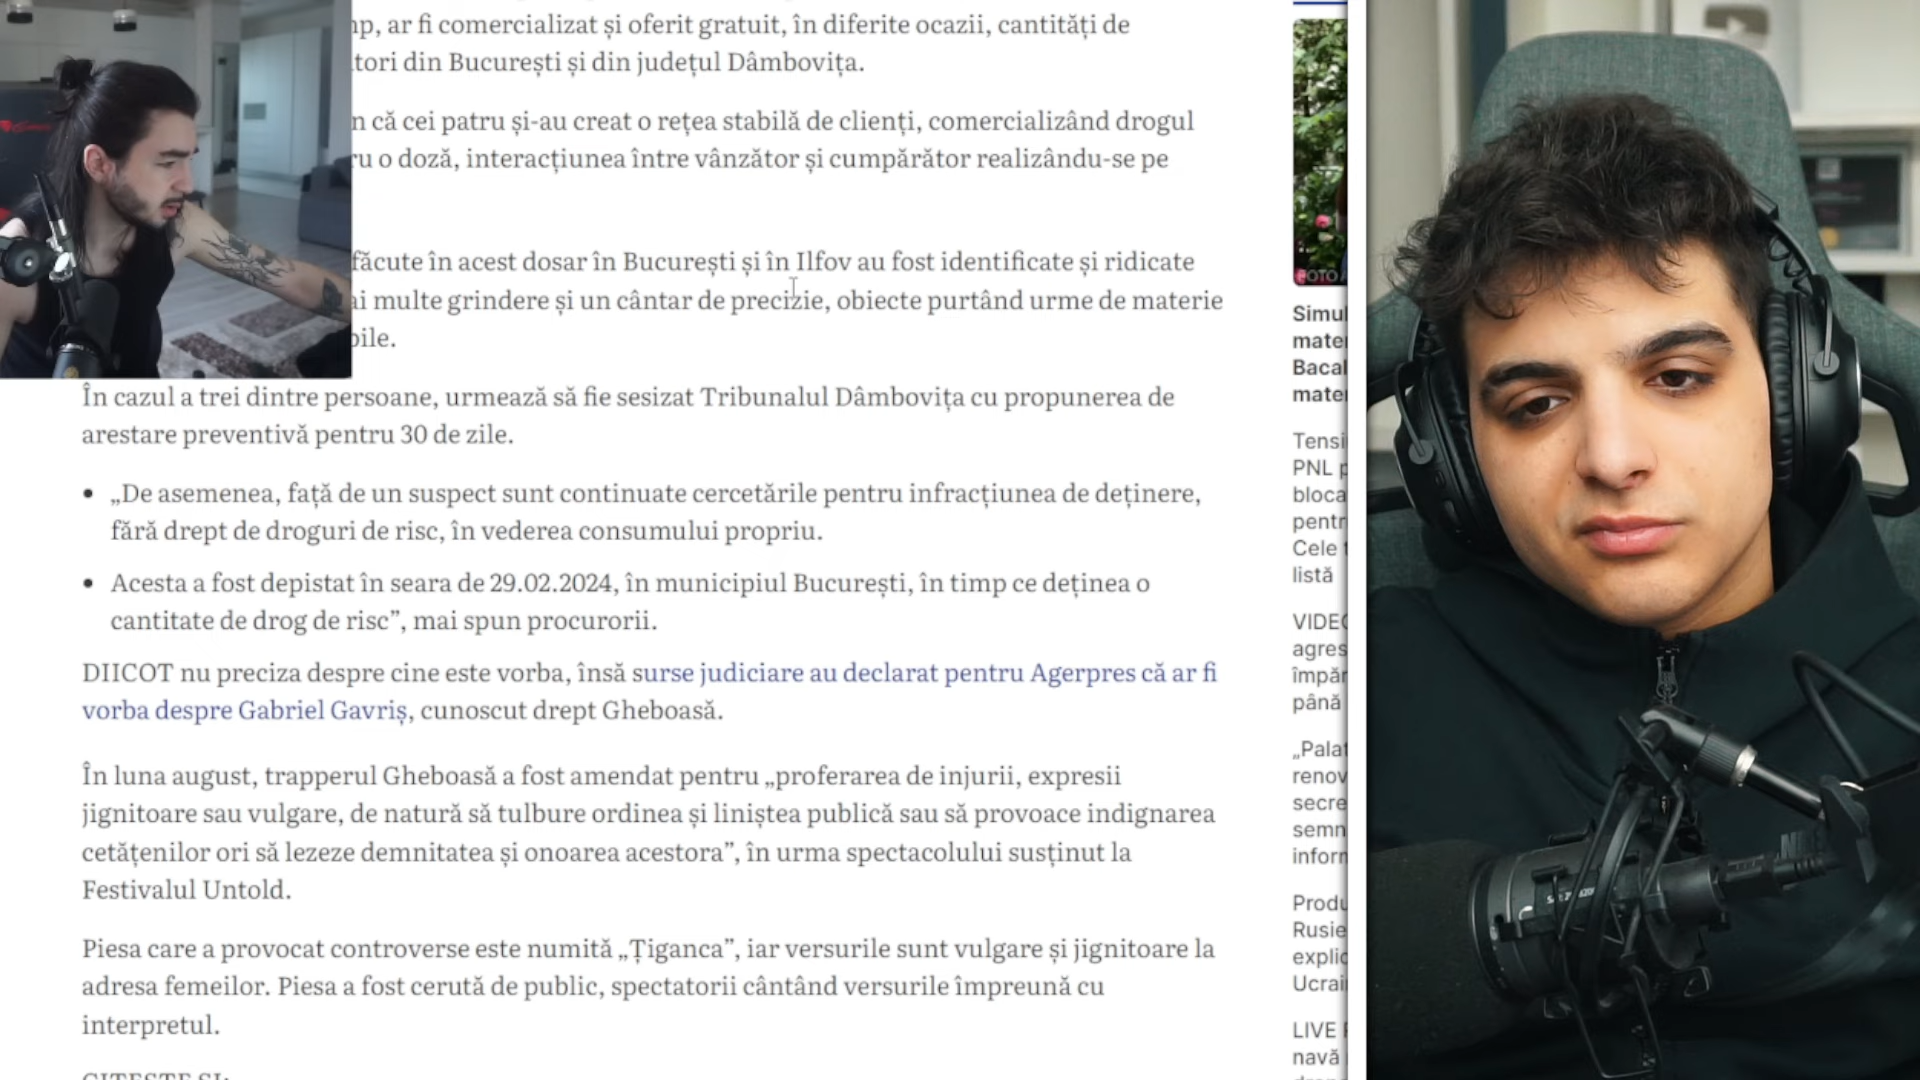 np, ar fi comercializat și oferit gratuit, în diferite ocazii, cantități de
tori din București și din județul Dâmbovița.
n că cei patru și-au creat o rețea stabilă de clienți, comercializând drogul
ru o doză, interacțiunea între vânzător și cumpărător realizându-se pe
făcute în acest dosar în București și în Ilfov au fost identificate și ridicate
ai multe grindere și un cântar de precizie, obiecte purtând urme de materie
bile.
În cazul a trei dintre persoane, urmează să fie sesizat Tribunalul Dâmbovița cu propunerea de
arestare preventivă pentru 30 de zile.
• „De asemenea, față de un suspect sunt continuate cercetările pentru infracțiunea de deținere,
fără drept de droguri de risc, în vederea consumului propriu.
• Acesta a fost depistat în seara de 29.02.2024, în municipiul București, în timp ce deținea o
cantitate de drog de risc”, mai spun procurorii.
DIICOT nu preciza despre cine este vorba, însă surse judiciare au declarat pentru Agerpres că ar fi
vorba despre Gabriel Gavriș, cunoscut drept Gheboasă.
În luna august, trapperul Gheboasă a fost amendat pentru „proferarea de injurii, expresii
jignitoare sau vulgare, de natură să tulbure ordinea și liniștea publică sau să provoace indignarea
cetățenilor ori să lezeze demnitatea și onoarea acestora”, în urma spectacolului susținut la
Festivalul Untold.
Piesa care a provocat controverse este numită „Țiganca”, iar versurile sunt vulgare și jignitoare la
adresa femeilor. Piesa a fost cerută de public, spectatorii cântând versurile împreună cu
interpretul.
CITEȘTE ȘI:
FOTO
Simul
mate
Bacal
mate
Tensi
PNL p
bloca
pentr
Cele t
listă
VIDEO
agres
împăr
până
„Palat
renov
secre
semn
inform
Produ
Rusie
explic
Ucrai
LIVE
navă